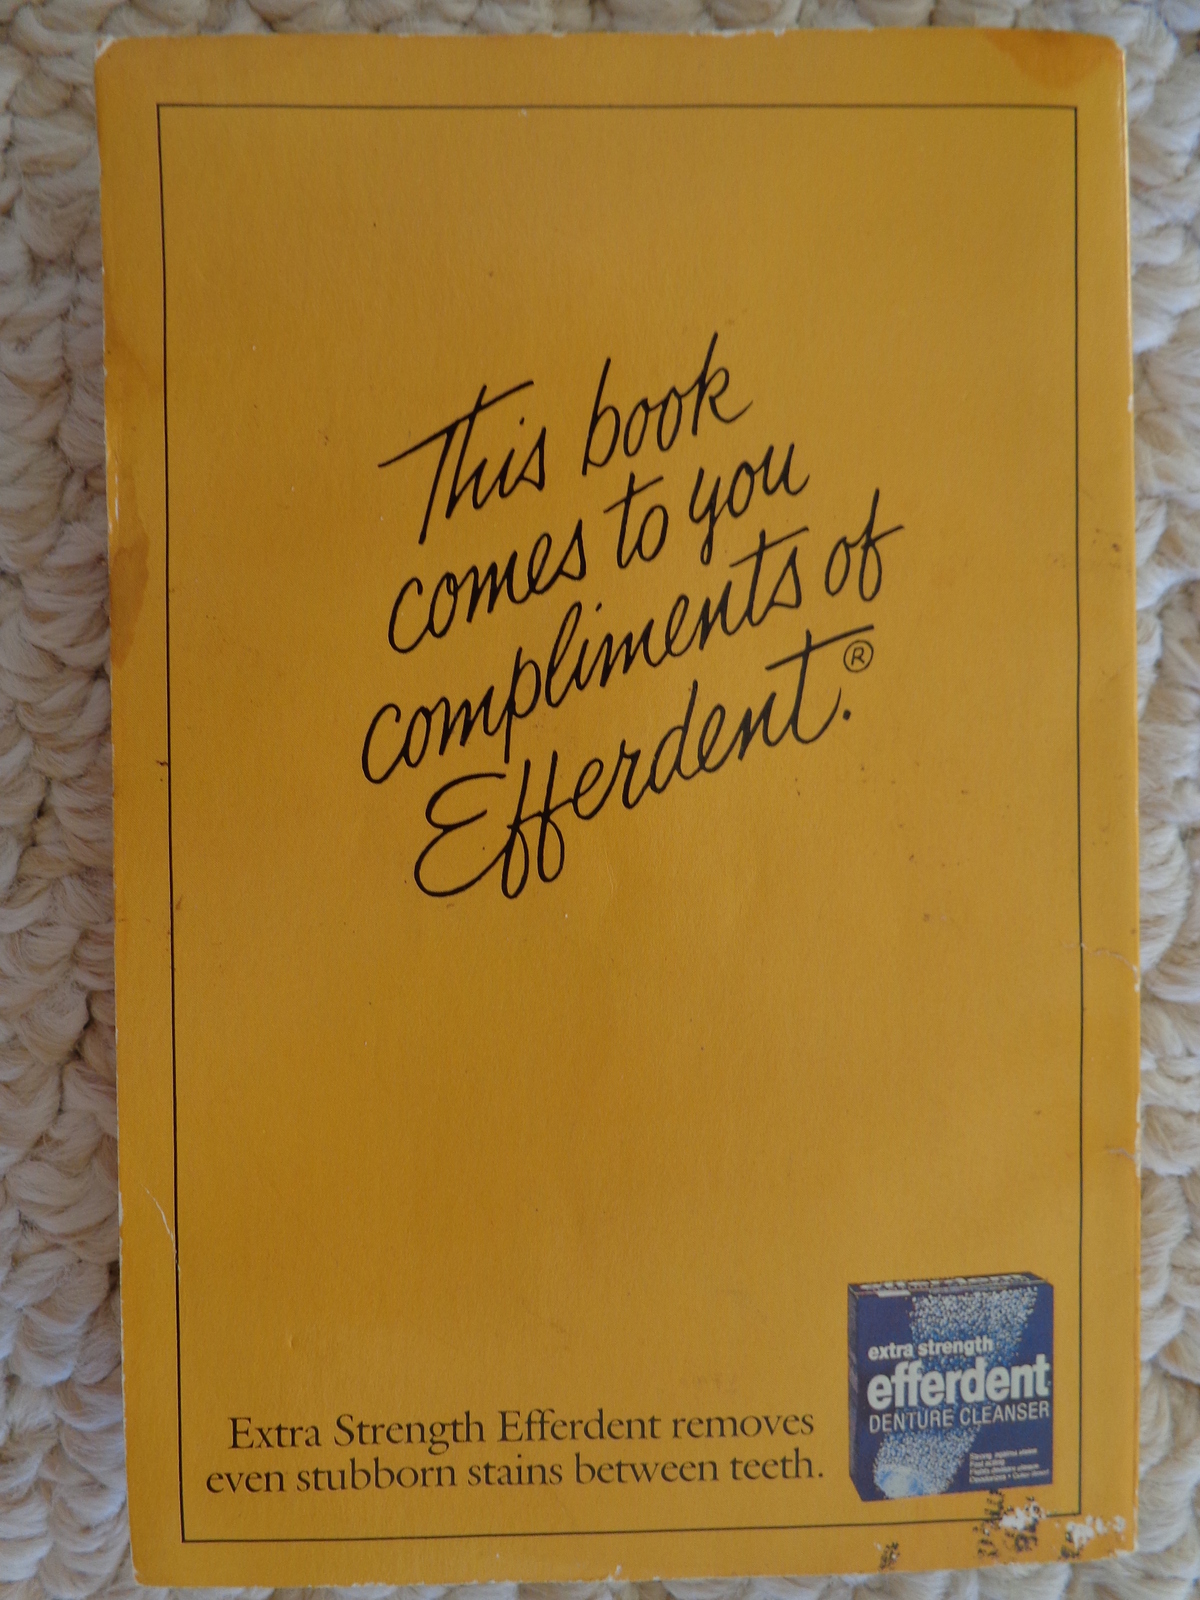 This book
comes to you
compliments of
Efferdent.®
Extra Strength Efferdent removes
even stubborn stains between teeth.
extra strength
efferdent
DENTURE CLEANSER